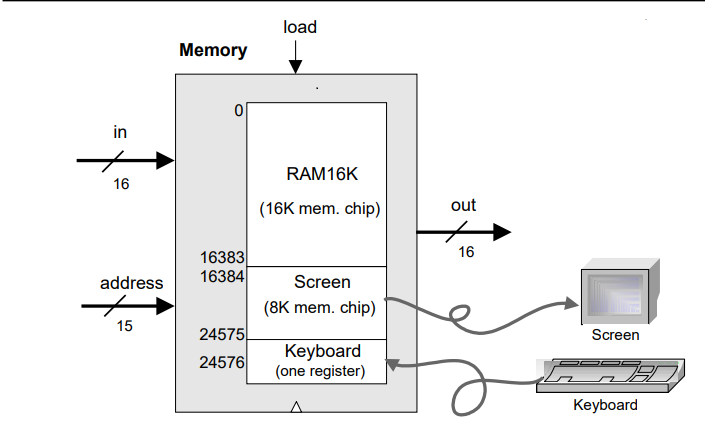 load
Memory
0
in
16
RAM16K
(16K mem. chip)
out
16
16383
16384
address
15
Screen
(8K mem. chip)
24575
24576
Keyboard
(one register)
Screen
Keyboard